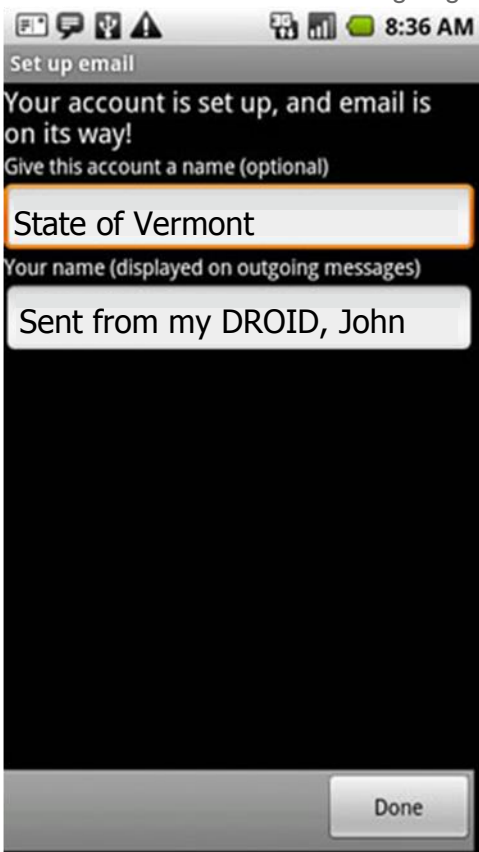 3G
8:36 AM
Set up email
Your account is set up, and email is
on its way!
Give this account a name (optional)
State of Vermont
Your name (displayed on outgoing messages)
Sent from my DROID, John
Done